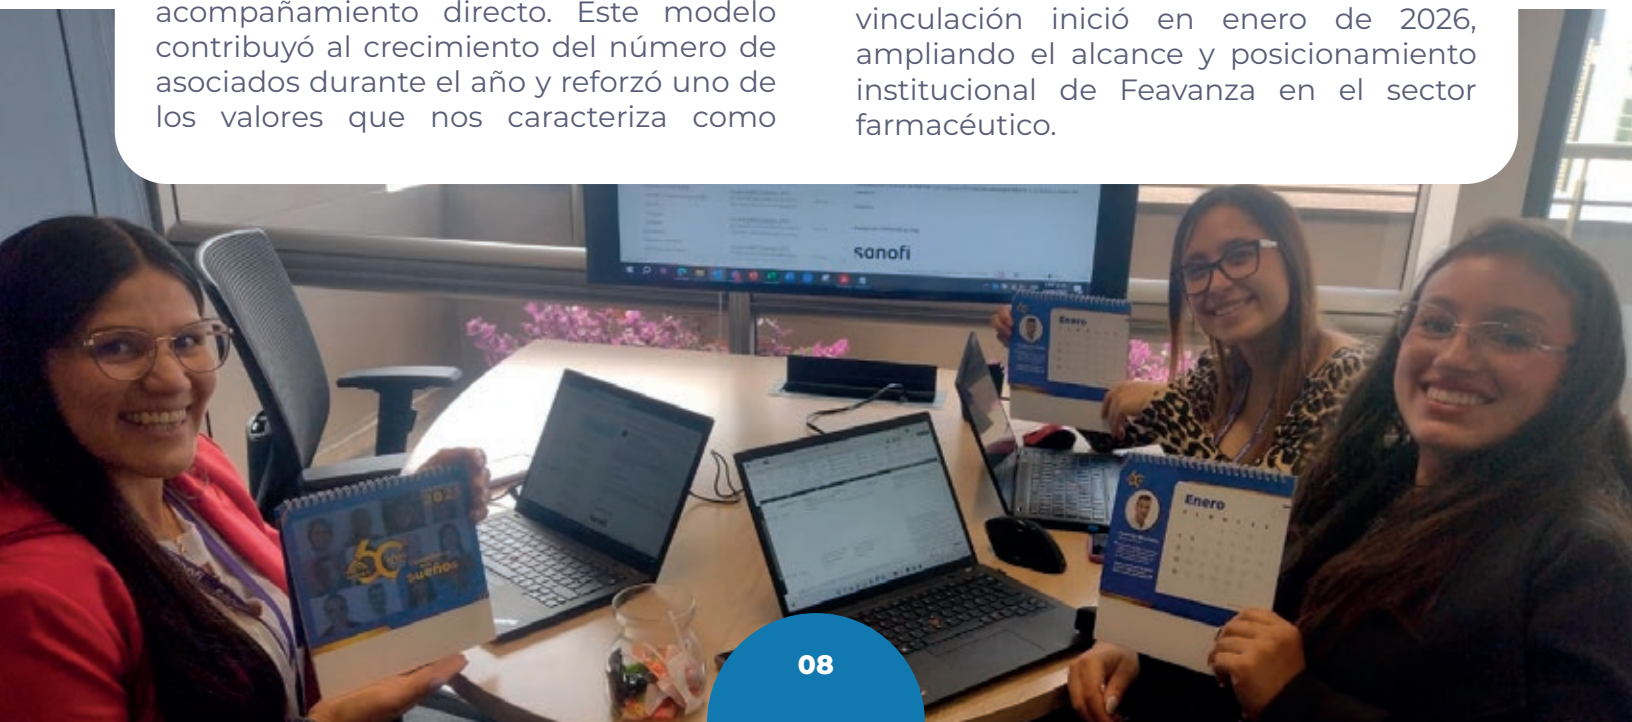 acompañamiento directo. Este modelo
contribuyó al crecimiento del número de
asociados durante el año y reforzó uno de
los valores que nos caracteriza como
vinculación inició en enero de 2026,
ampliando el alcance y posicionamiento
institucional de Feavanza en el sector
farmacéutico.
sanofi
Enero
Enero
60
sueños
08